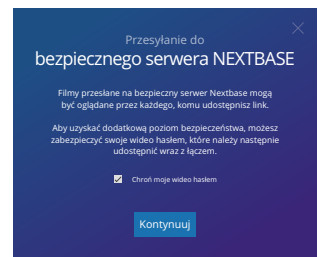 Przesyłanie do
bezpiecznego serwera NEXTBASE
Filmy przesłane na bezpieczny serwer Nextbase mogą
być oglądane przez każdego, komu udostępnisz link.
Aby uzyskać dodatkową poziom bezpieczeństwa, możesz
zabezpieczyć swoje wideo hasłem, które należy następnie
udostępnić wraz z łączem.
Chroń moje wideo hasłem
Kontynuuj